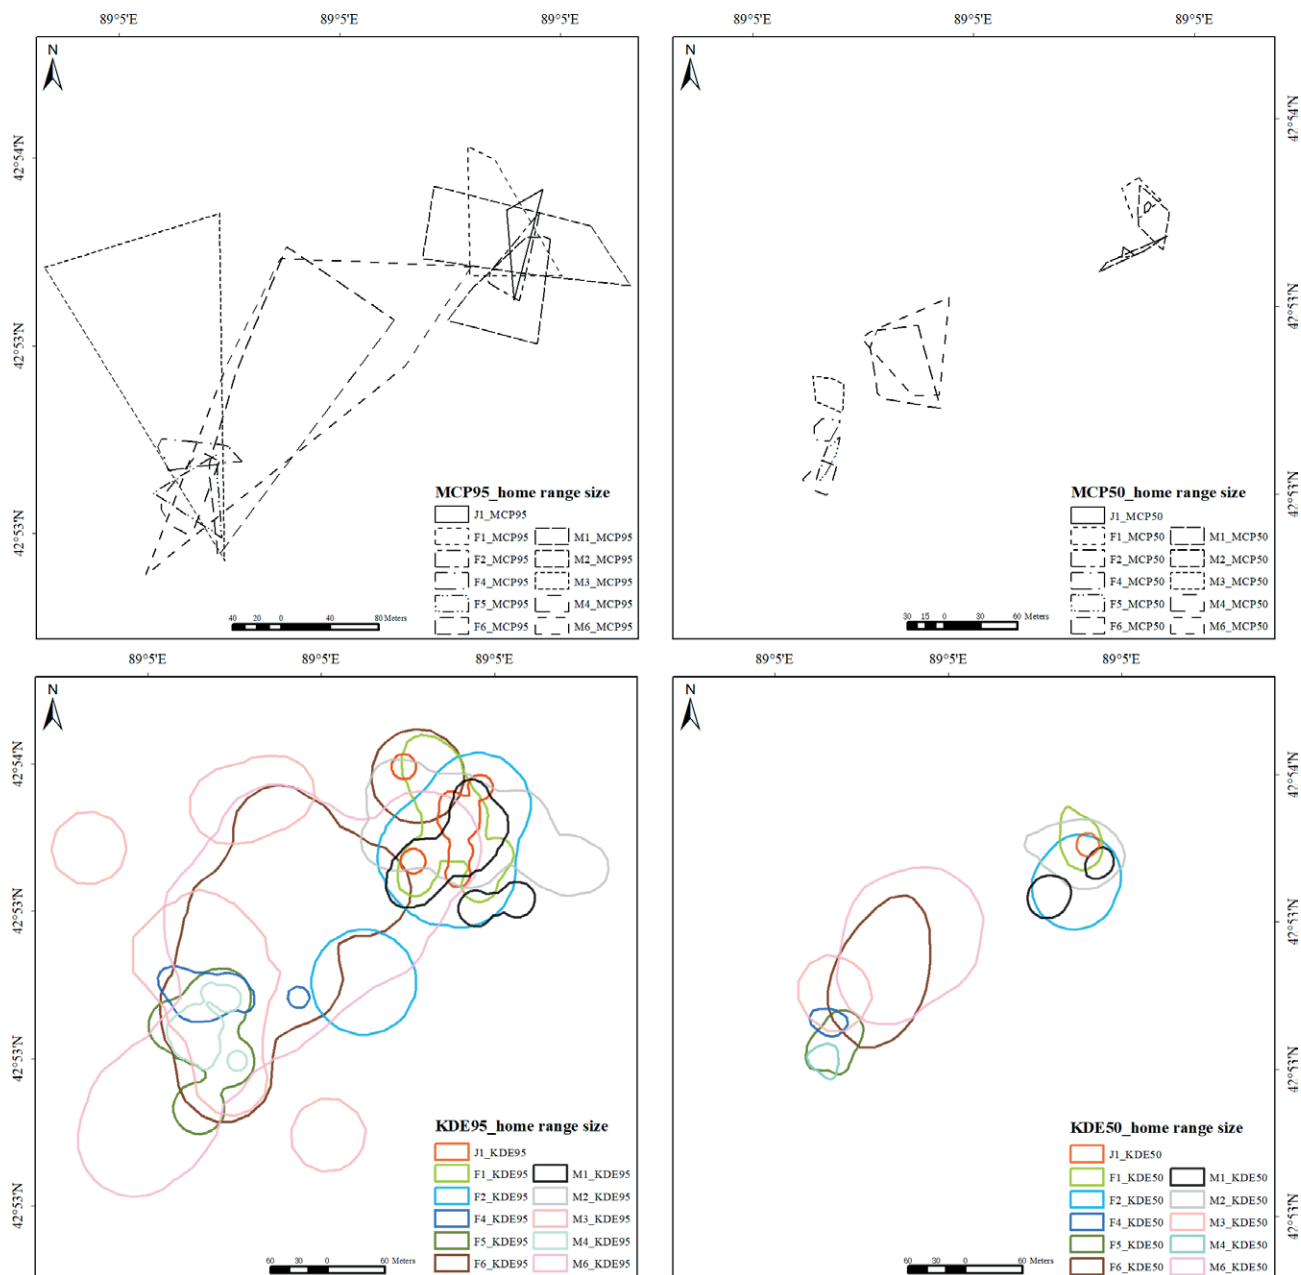 89°5'E 89°5'E 89°5'E
N
42°54'N
42°53'N
42°53'N
MCP95_home range size
J1_MCP95
F1_MCP95 M1_MCP95
F2_MCP95 M2_MCP95
F4_MCP95 M3_MCP95
F5_MCP95 M4_MCP95
F6_MCP95 M6_MCP95
40 20 0 40 80 Meters
89°5'E 89°5'E 89°5'E
N
42°54'N
42°53'N
42°53'N
MCP50_home range size
J1_MCP50
F1_MCP50 M1_MCP50
F2_MCP50 M2_MCP50
F4_MCP50 M3_MCP50
F5_MCP50 M4_MCP50
F6_MCP50 M6_MCP50
30 15 0 30 60 Meters
89°5'E 89°5'E 89°5'E
N
42°54'N
42°53'N
42°53'N
42°53'N
KDE95_home range size
J1_KDE95
F1_KDE95 M1_KDE95
F2_KDE95 M2_KDE95
F4_KDE95 M3_KDE95
F5_KDE95 M4_KDE95
F6_KDE95 M6_KDE95
60 30 0 60 Meters
89°5'E 89°5'E 89°5'E
N
42°54'N
42°53'N
42°53'N
42°53'N
KDE50_home range size
J1_KDE50
F1_KDE50 M1_KDE50
F2_KDE50 M2_KDE50
F4_KDE50 M3_KDE50
F5_KDE50 M4_KDE50
F6_KDE50 M6_KDE50
60 30 0 60 Meters